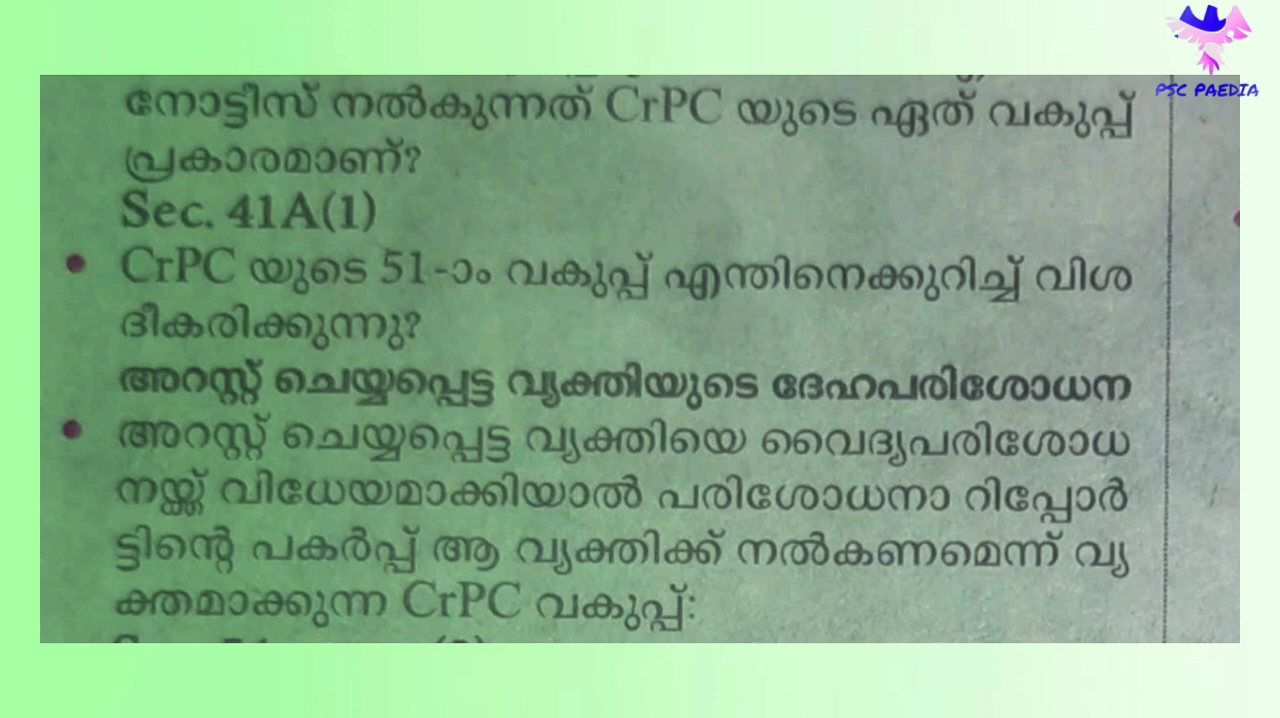 PSC PAEDIA
നോട്ടീസ് നൽകുന്നത് CrPC യുടെ ഏത് വകുപ്പ്
പ്രകാരമാണ്?
Sec. 41A(1)
• CrPC യുടെ 51-ാം വകുപ്പ് എന്തിനെക്കുറിച്ച് വിശ
ദീകരിക്കുന്നു?
അറസ്റ്റ് ചെയ്യപ്പെട്ട വ്യക്തിയുടെ ദേഹപരിശോധന
• അറസ്റ്റ് ചെയ്യപ്പെട്ട വ്യക്തിയെ വൈദ്യപരിശോധ
നയ്ക്ക് വിധേയമാക്കിയാൽ പരിശോധനാ റിപ്പോർ
ട്ടിന്റെ പകർപ്പ് ആ വ്യക്തിക്ക് നൽകണമെന്ന് വ്യ
ക്തമാക്കുന്ന CrPC വകുപ്പ്: